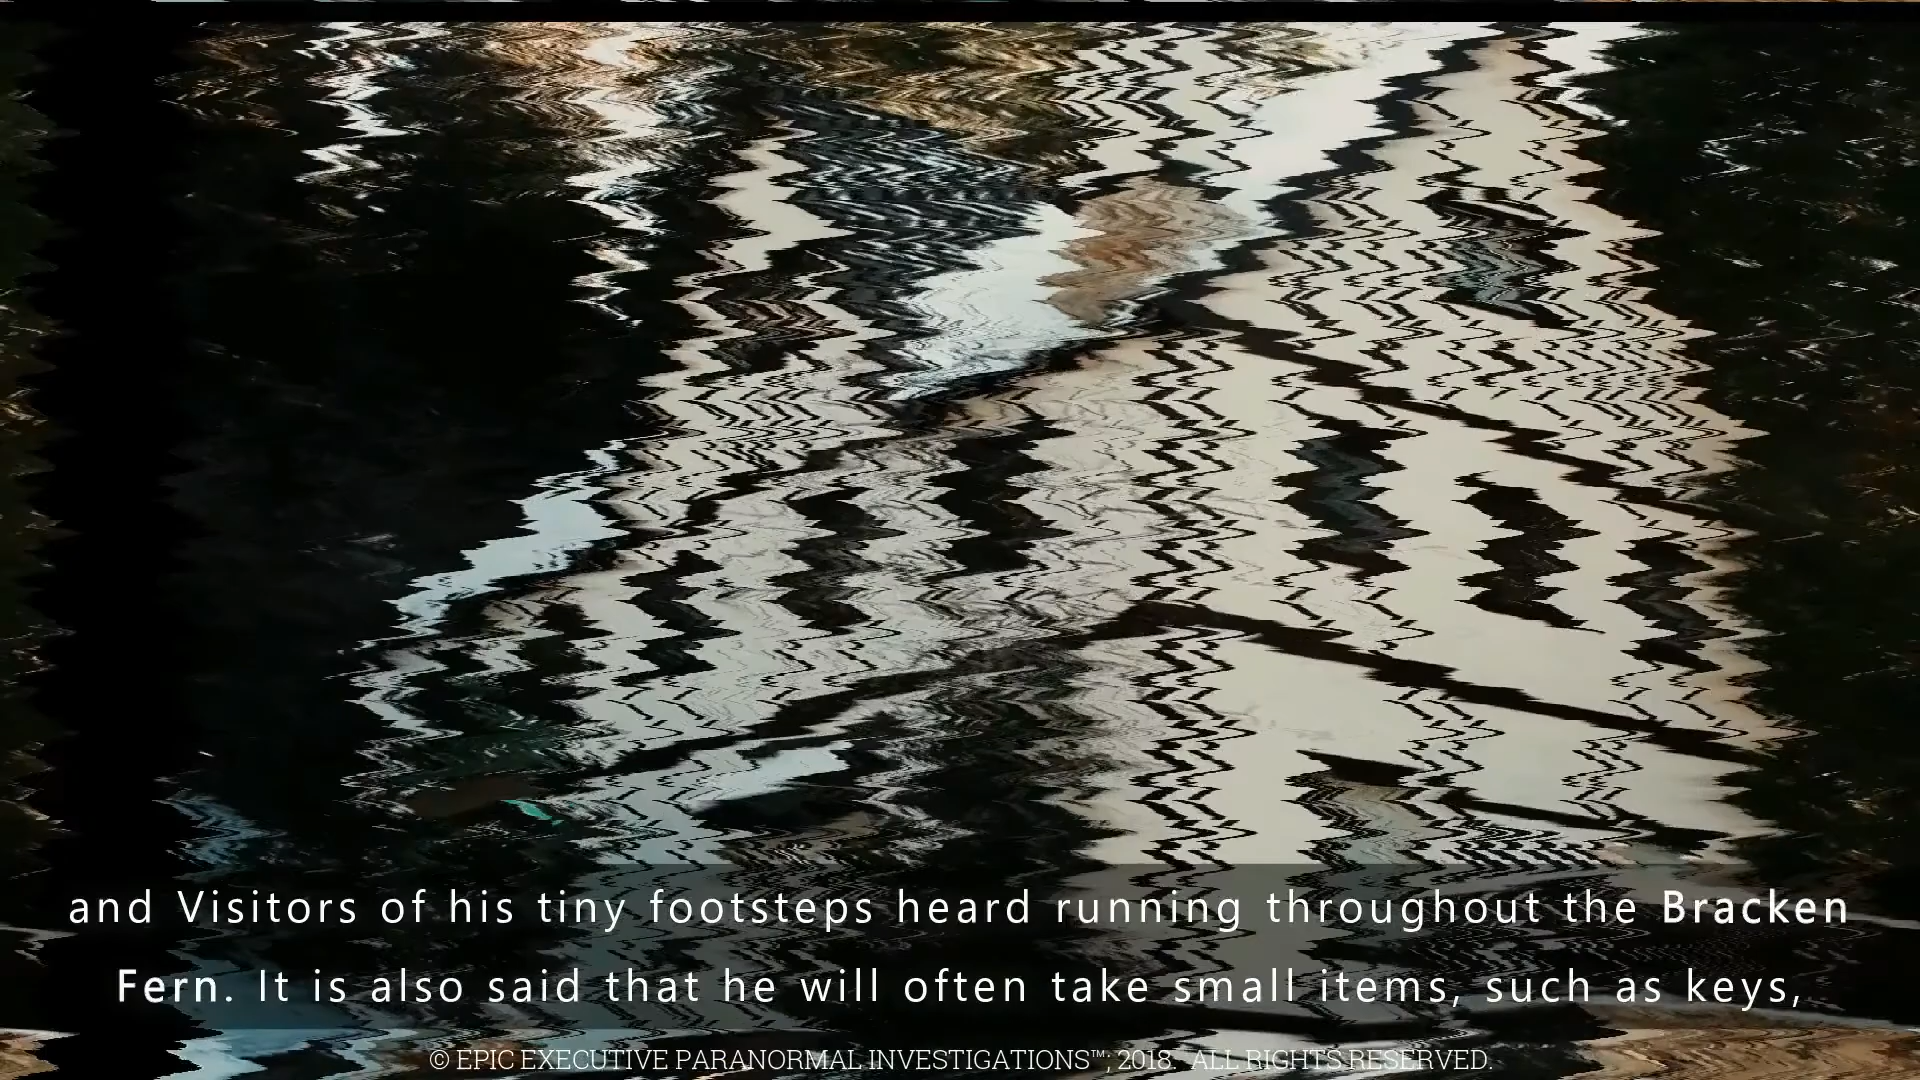 and Visitors of his tiny footsteps heard running throughout the Bracken
Fern. It is also said that he will often take small items, such as keys,
© EPIC EXECUTIVE PARANORMAL INVESTIGATIONS™; 2018. ALL RIGHTS RESERVED.